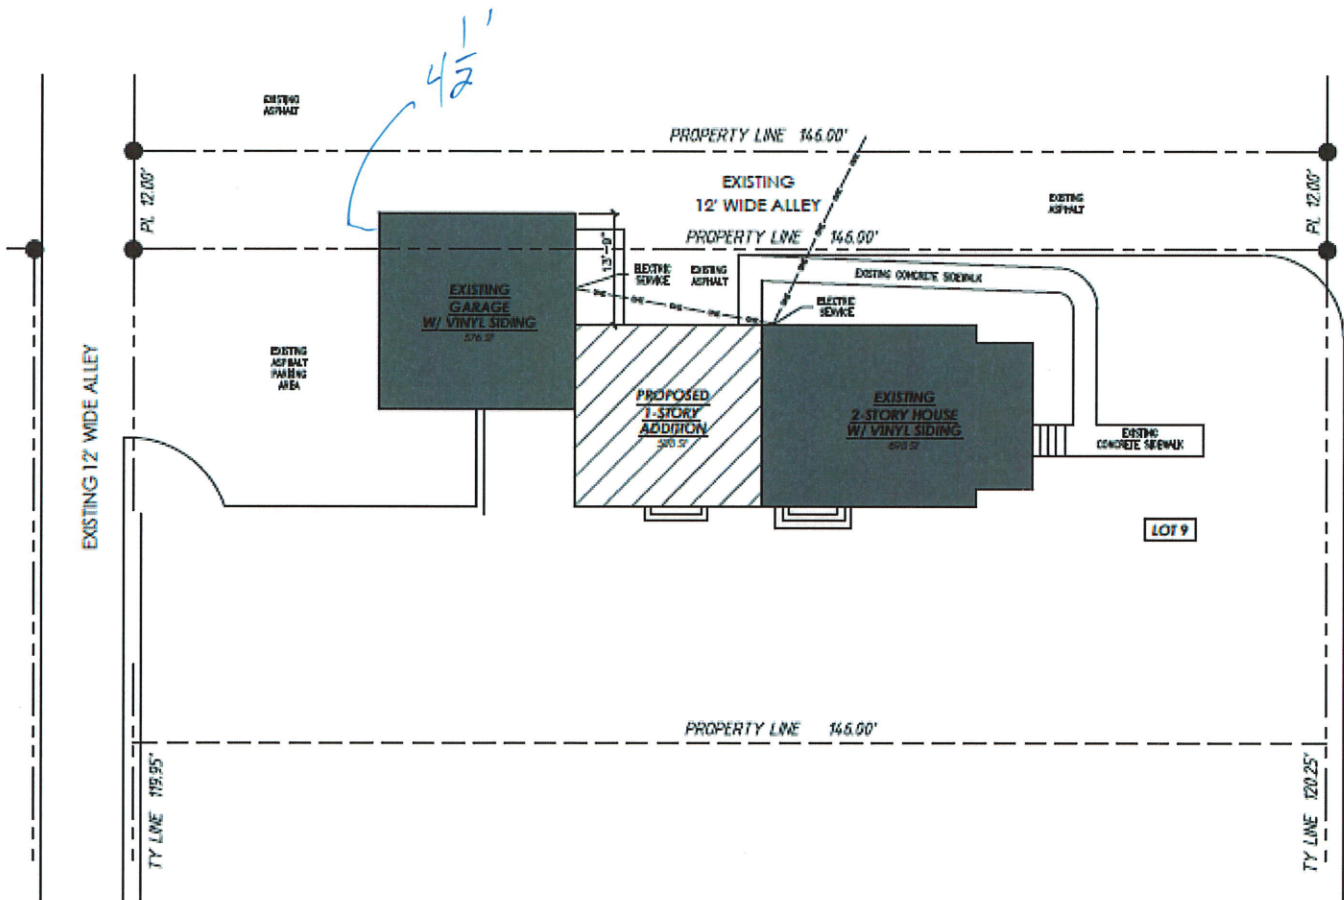 4 1/2'
EXISTING
ASPHALT
PROPERTY LINE 146.00'
PL 12.00'
EXISTING
12' WIDE ALLEY
EXISTING
ASPHALT
PL 12.00'
PROPERTY LINE 146.00'
13'-9"
ELECTRIC
SERVICE
EXISTING
ASPHALT
EXISTING CONCRETE SIDEWALK
ELECTRIC
SERVICE
EXISTING
GARAGE
W/ VINYL SIDING
576 SF
EXISTING
ASPHALT
PARKING
AREA
EXISTING 12' WIDE ALLEY
PROPOSED
1-STORY
ADDITION
EXISTING
2-STORY HOUSE
W/ VINYL SIDING
EXISTING
CONCRETE SIDEWALK
LOT 9
PROPERTY LINE 146.00'
TY LINE 119.95'
TY LINE 120.25'